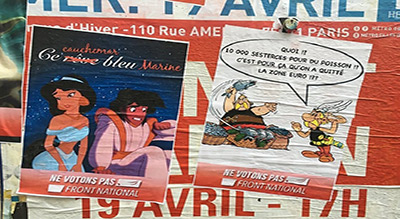 MER. 19 AVRIL
e d'Hiver -110 Rue AME
PARIS
cauchemar
Ce rêve bleu Marine
NE VOTONS PAS
FRONT NATIONAL
QUOI !?
10 000 SESTERCES POUR DU POISSON !?
C'EST POUR ÇA QU'ON A QUITTÉ
LA ZONE EURO !?!
NE VOTONS PAS
FRONT NATIONAL
19 AVRIL - 17H